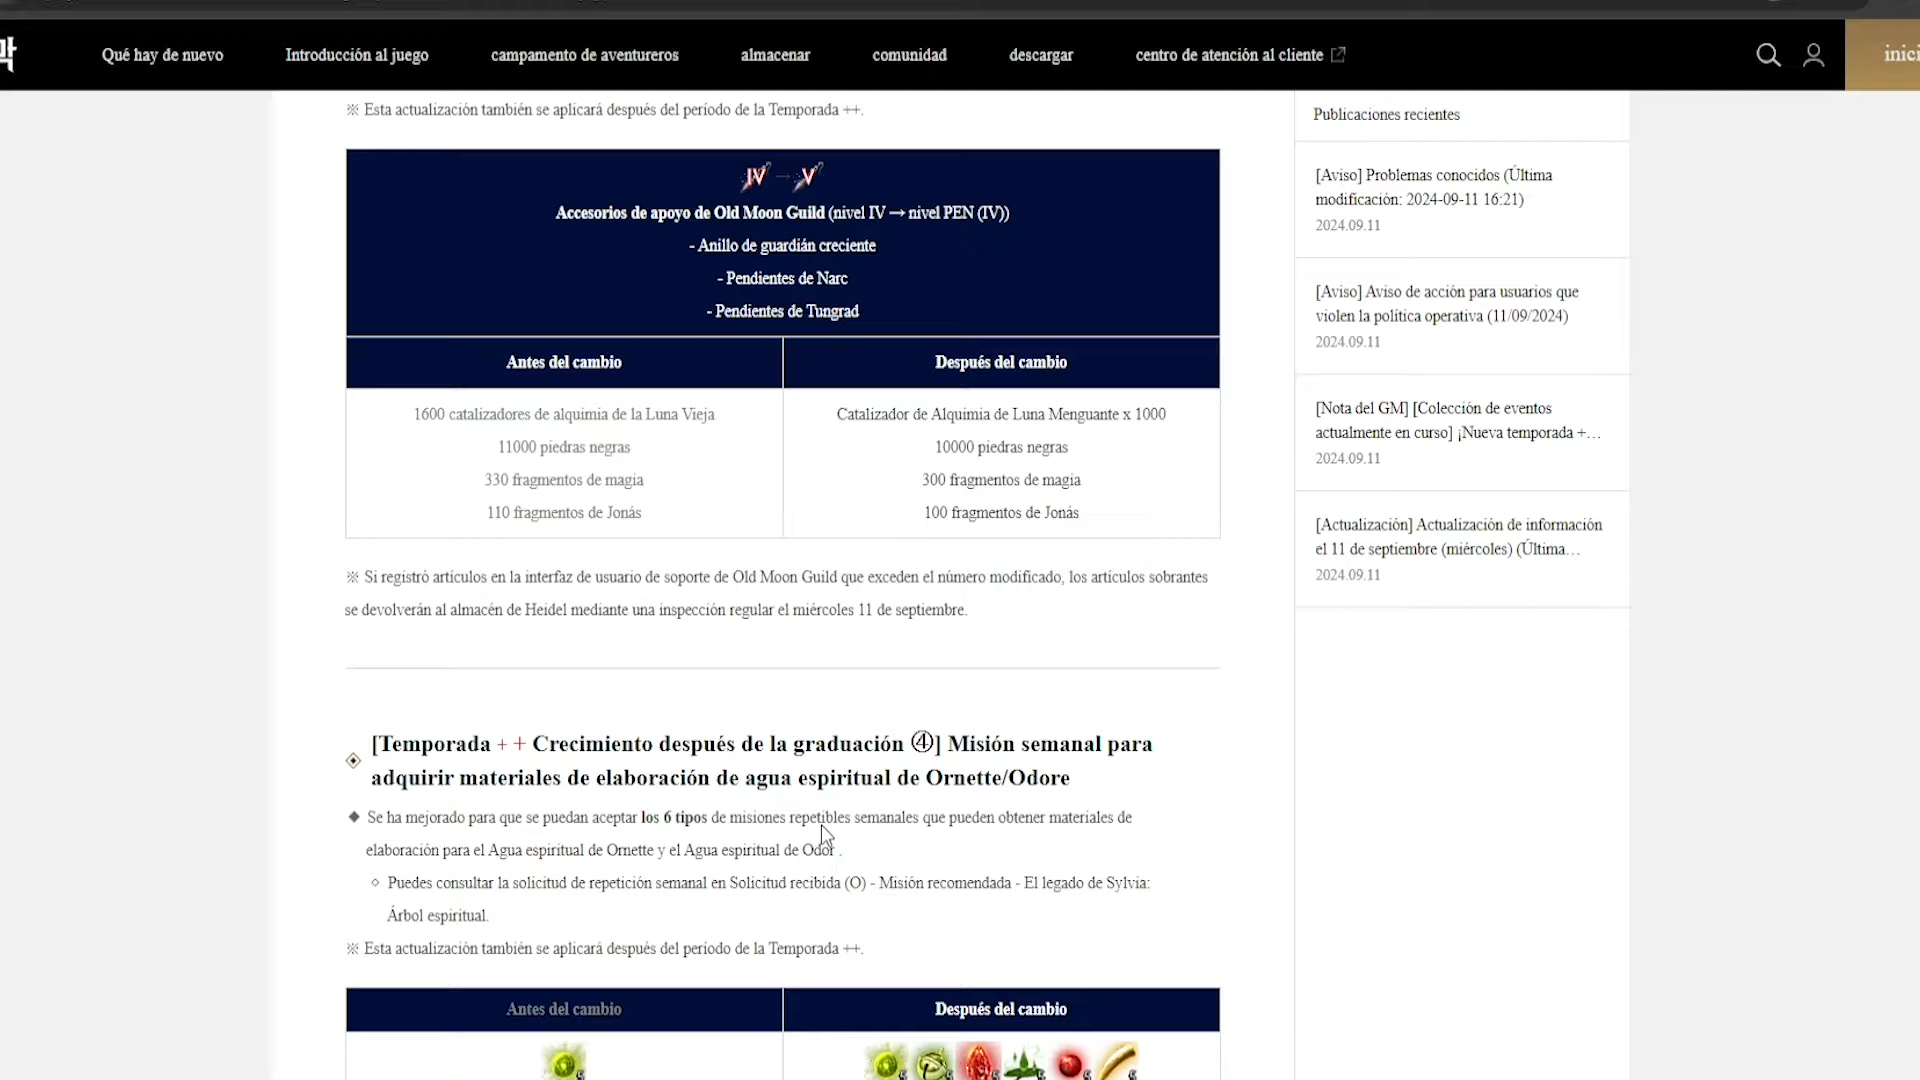 막
Qué hay de nuevo
Introducción al juego
campamento de aventureros
almacenar
comunidad
descargar
centro de atención al cliente
inici
※ Esta actualización también se aplicará después del período de la Temporada ++.
IV → V
Accesorios de apoyo de Old Moon Guild (nivel IV → nivel PEN (IV))
- Anillo de guardián creciente
- Pendientes de Narc
- Pendientes de Tungrad
Antes del cambio
Después del cambio
1600 catalizadores de alquimia de la Luna Vieja
Catalizador de Alquimia de Luna Menguante x 1000
11000 piedras negras
10000 piedras negras
330 fragmentos de magia
300 fragmentos de magia
110 fragmentos de Jonás
100 fragmentos de Jonás
※ Si registró artículos en la interfaz de usuario de soporte de Old Moon Guild que exceden el número modificado, los artículos sobrantes
se devolverán al almacén de Heidel mediante una inspección regular el miércoles 11 de septiembre.
[Temporada + + Crecimiento después de la graduación ④] Misión semanal para
adquirir materiales de elaboración de agua espiritual de Ornette/Odore
◆ Se ha mejorado para que se puedan aceptar los 6 tipos de misiones repetibles semanales que pueden obtener materiales de
elaboración para el Agua espiritual de Ornette y el Agua espiritual de Odor .
◇ Puedes consultar la solicitud de repetición semanal en Solicitud recibida (O) - Misión recomendada - El legado de Sylvia:
Árbol espiritual.
※ Esta actualización también se aplicará después del período de la Temporada ++.
Antes del cambio
Después del cambio
5
5 5 5 5 5 5
Publicaciones recientes
[Aviso] Problemas conocidos (Última
modificación: 2024-09-11 16:21)
2024.09.11
[Aviso] Aviso de acción para usuarios que
violen la política operativa (11/09/2024)
2024.09.11
[Nota del GM] [Colección de eventos
actualmente en curso] ¡Nueva temporada +…
2024.09.11
[Actualización] Actualización de información
el 11 de septiembre (miércoles) (Última…
2024.09.11